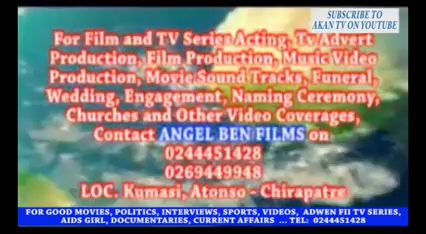 SUBSCRIBE TO
AKAN TV ON YOUTUBE
For Film and TV Series Acting, Tv Advert
Production, Film Production, Music Video
Production, Movie Sound Tracks, Funeral,
Wedding, Engagement, Naming Ceremony,
Churches and Other Video Coverages,
Contact ANGEL BEN FILMS on
0244451428
0269449948
LOC. Kumasi, Atonso - Chirapatre
FOR GOOD MOVIES, POLITICS, INTERVIEWS, SPORTS, VIDEOS, ADWEN FII TV SERIES,
AIDS GIRL, DOCUMENTARIES, CURRENT AFFAIRS ... TEL: 0244451428